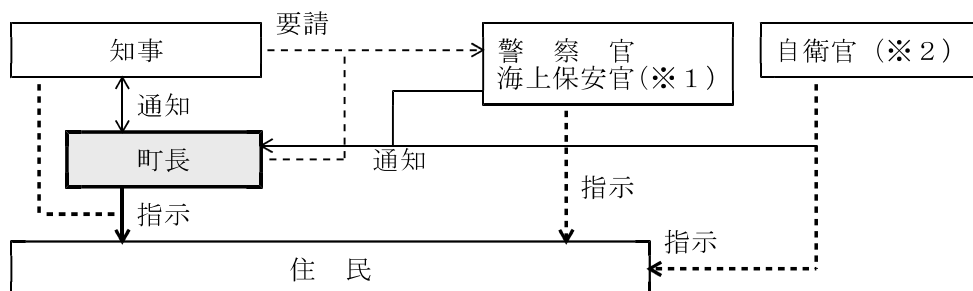 要請
知事
警　察　官
海上保安官(※１)
自衛官（※２）
通知
町長
通知
指示
指示
指示
住　民